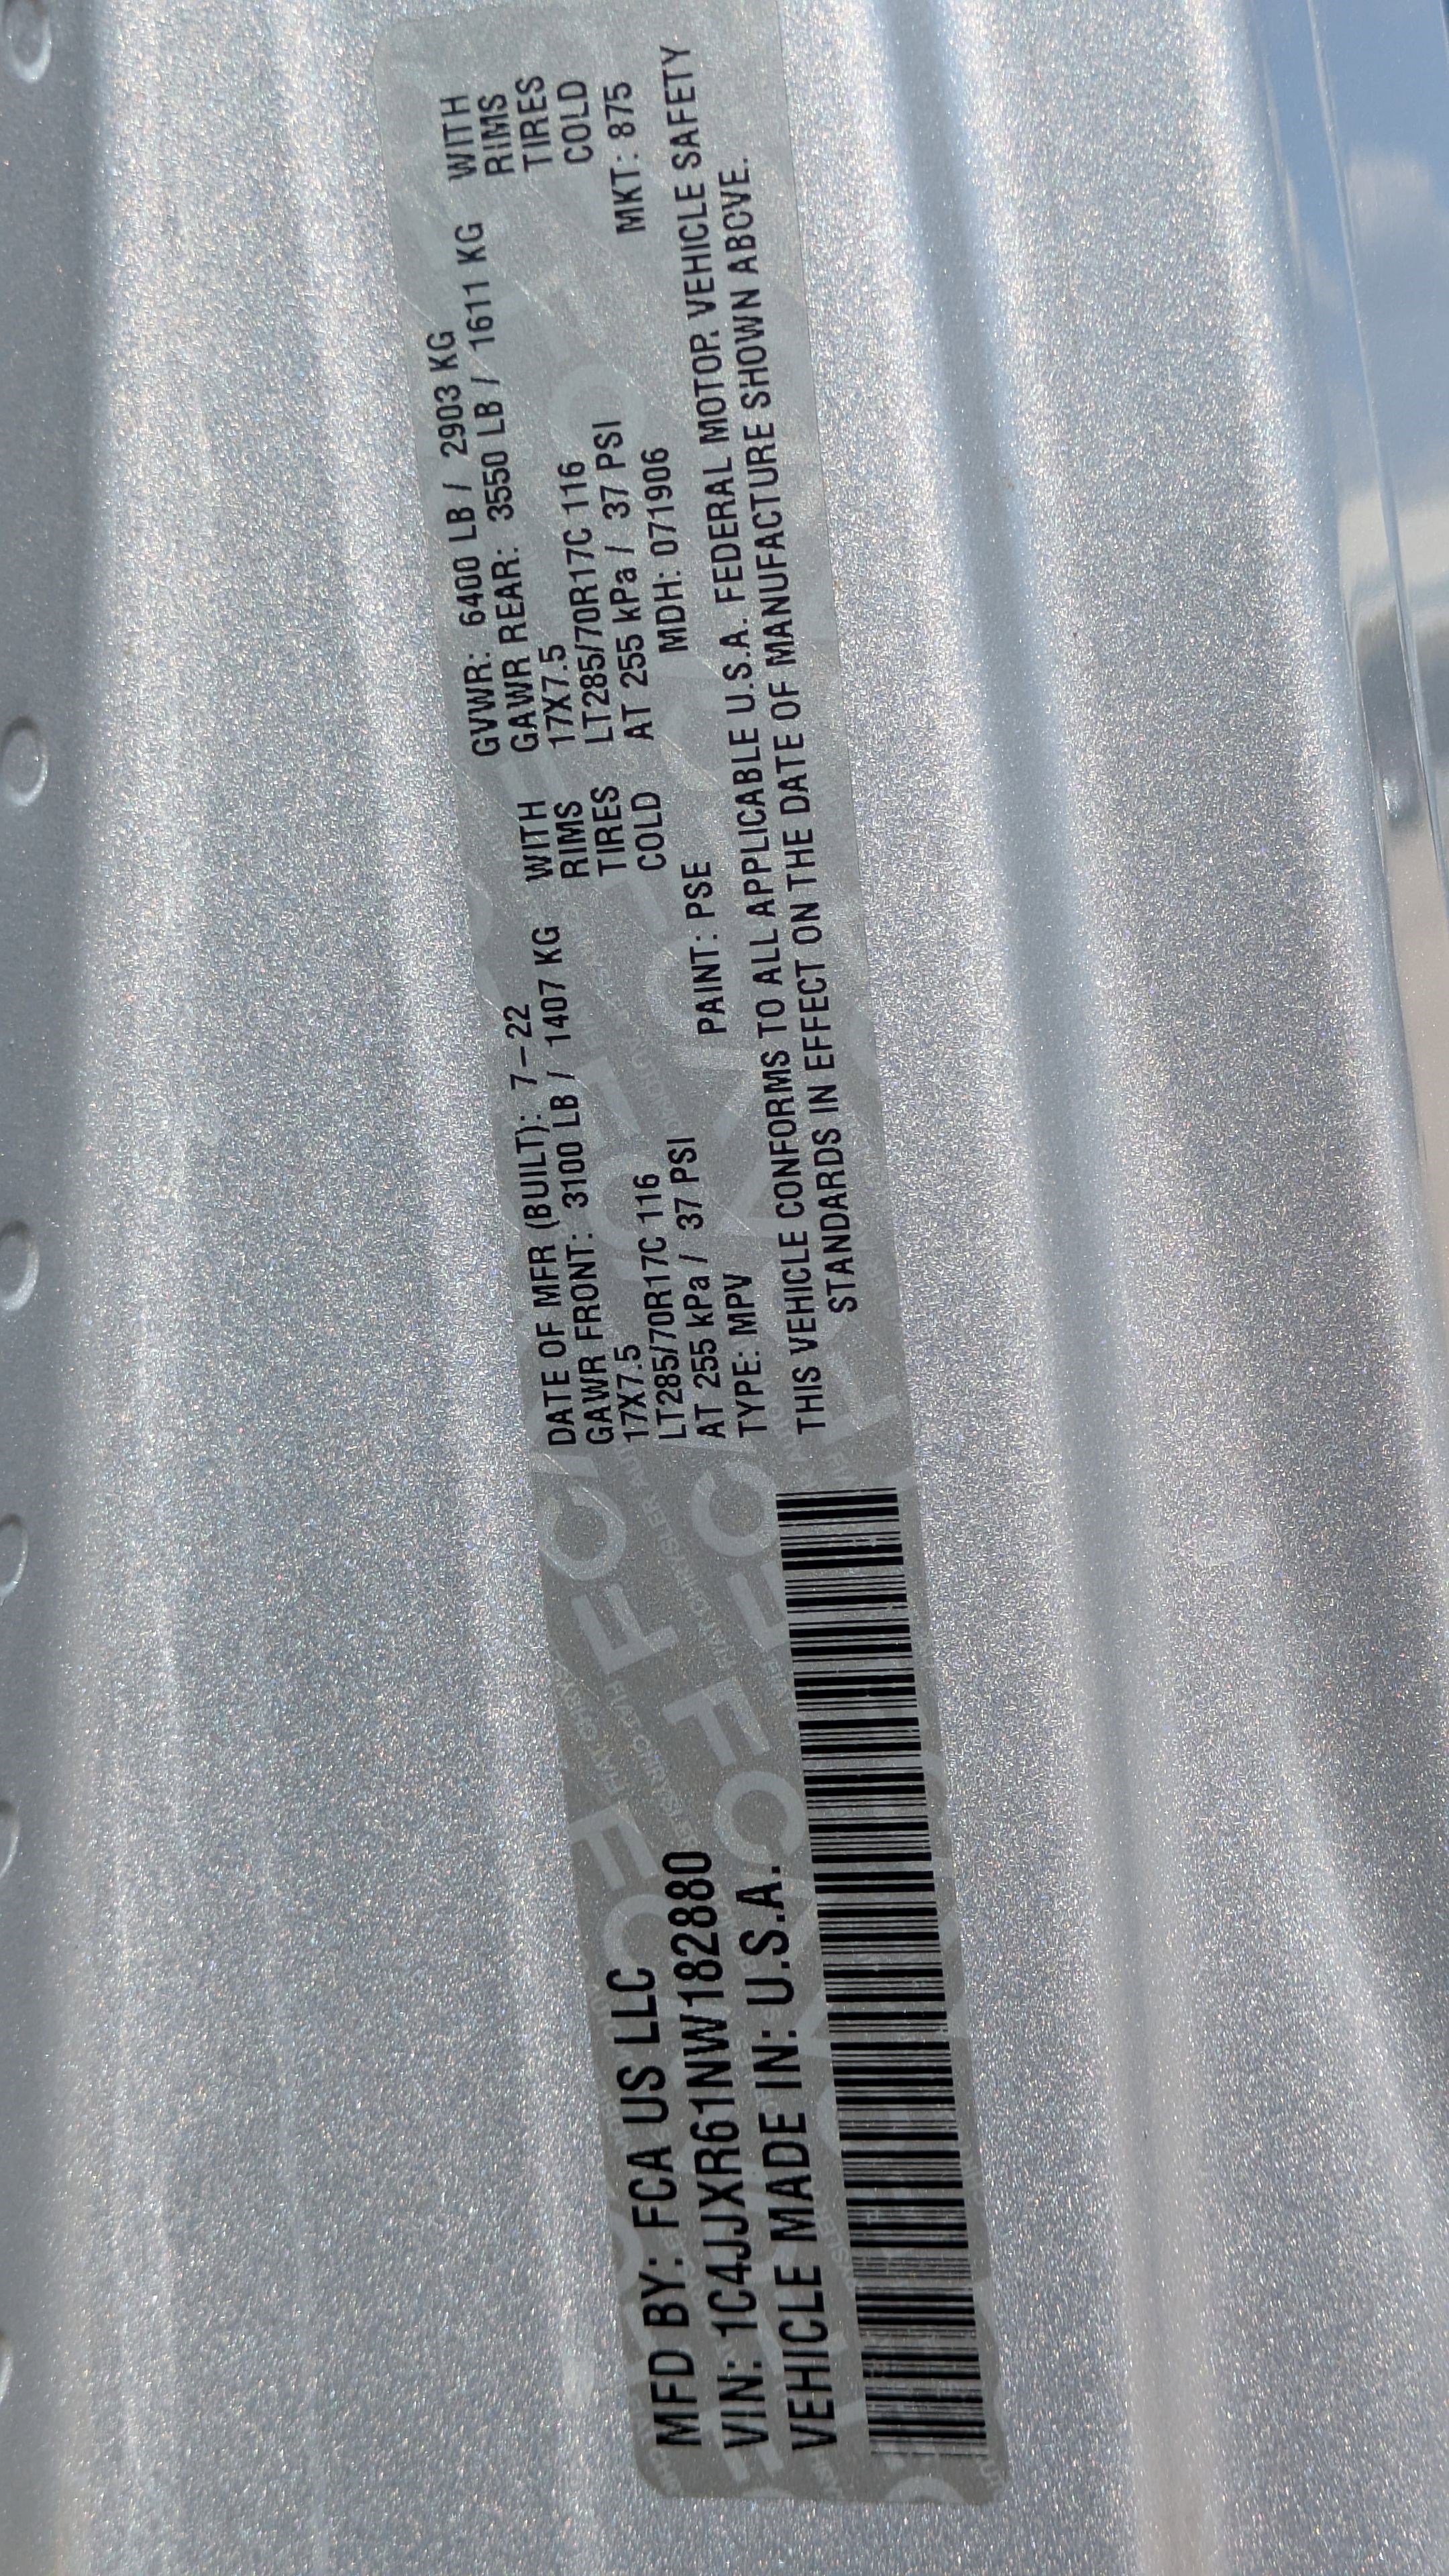 MFD BY: FCA US LLC
VIN: 1C4JJXR61NW182880
VEHICLE MADE IN: U.S.A.
DATE OF MFR (BUILT): 7-22 GVWR: 6400 LB / 2903 KG
GAWR FRONT: 3100 LB / 1407 KG WITH GAWR REAR: 3550 LB / 1611 KG WITH
17X7.5 RIMS 17X7.5 RIMS
LT285/70R17C 116 TIRES LT285/70R17C 116 TIRES
AT 255 kPa / 37 PSI COLD AT 255 kPa / 37 PSI COLD
TYPE: MPV PAINT: PSE MDH: 071906 MKT: 875
THIS VEHICLE CONFORMS TO ALL APPLICABLE U.S.A. FEDERAL MOTOR VEHICLE SAFETY
STANDARDS IN EFFECT ON THE DATE OF MANUFACTURE SHOWN ABOVE.